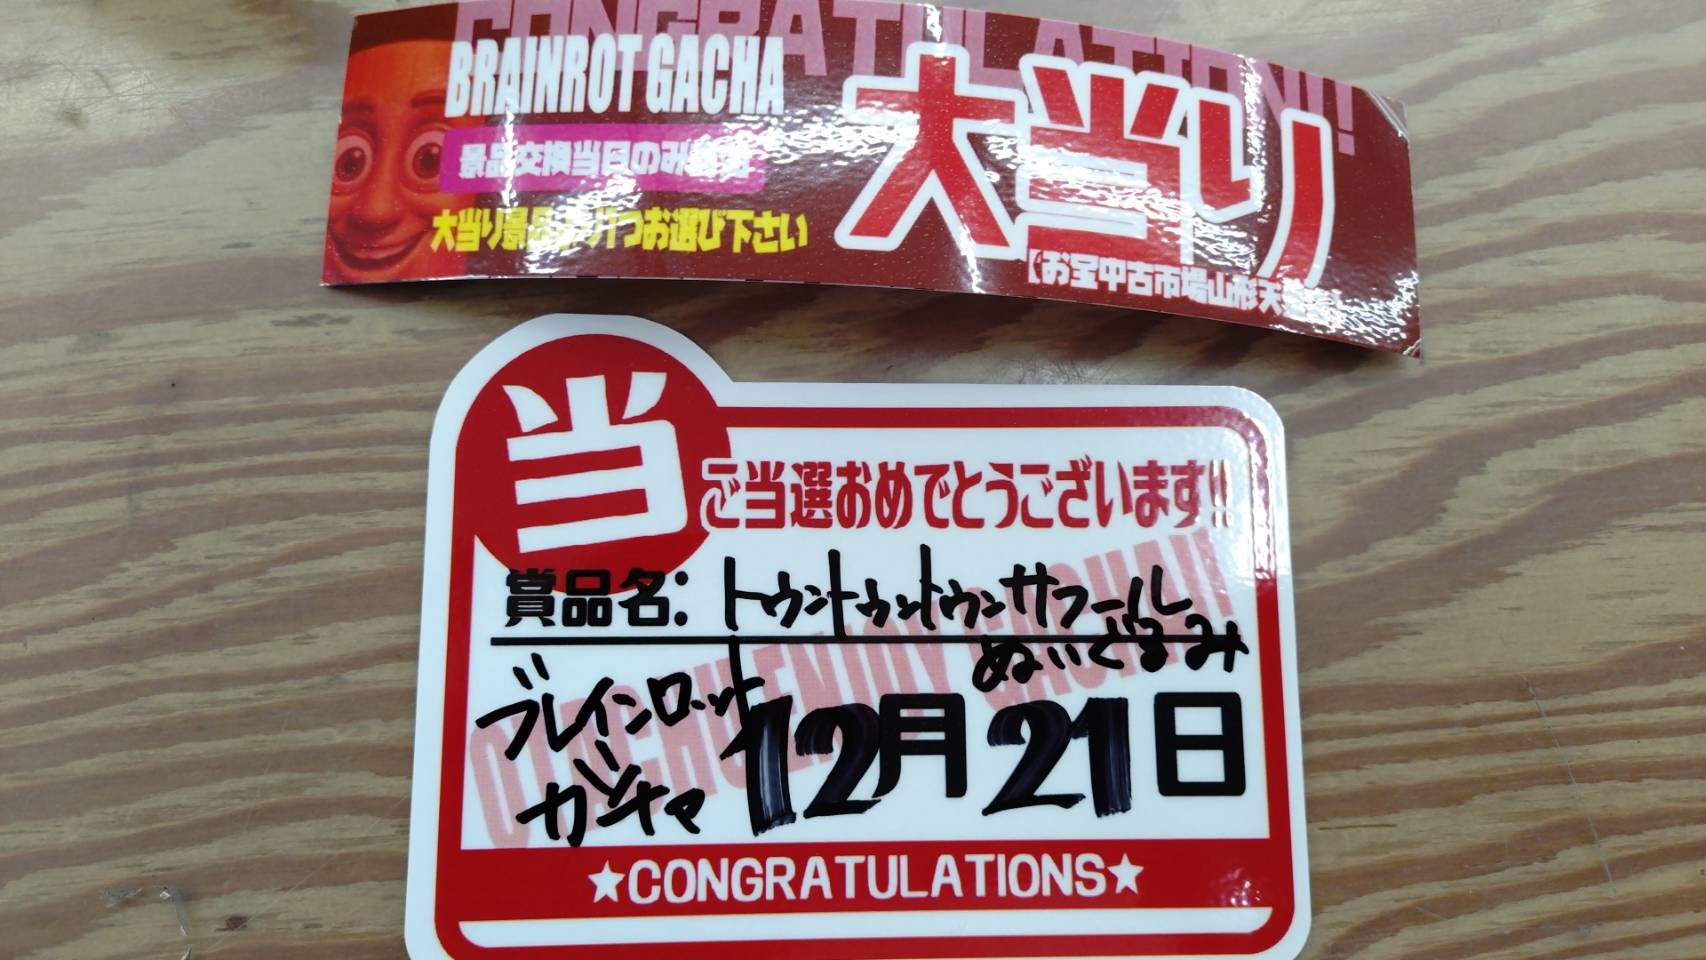 CONGRATULATION!!
BRAINROT GACHA
大当り
景品交換当日のみ
大当り景品より1つお選び下さい
【お宝中古市場山形天
当
ご当選おめでとうございます!!
賞品名: トゥントゥントゥンサフール
ぬいぐるみ
ブレインロット
ガチャ
12月21日
★CONGRATULATIONS★